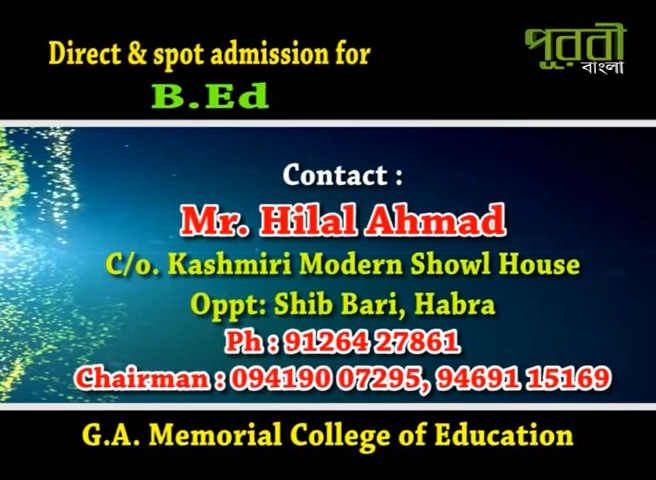 Direct & spot admission for
B.Ed
পূরবী
বাংলা
Contact :
Mr. Hilal Ahmad
C/o. Kashmiri Modern Showl House
Oppt: Shib Bari, Habra
Ph : 91264 27861
Chairman : 094190 07295, 94691 15169
G.A. Memorial College of Education